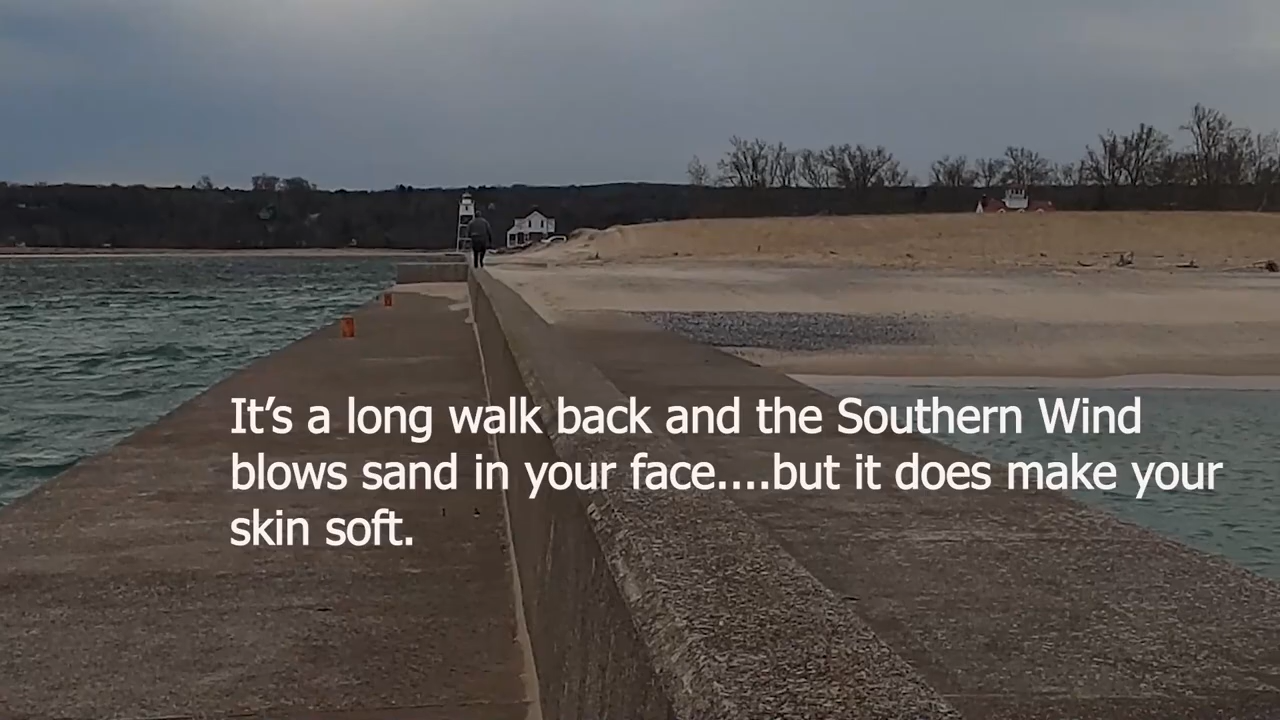 It’s a long walk back and the Southern Wind
blows sand in your face....but it does make your
skin soft.